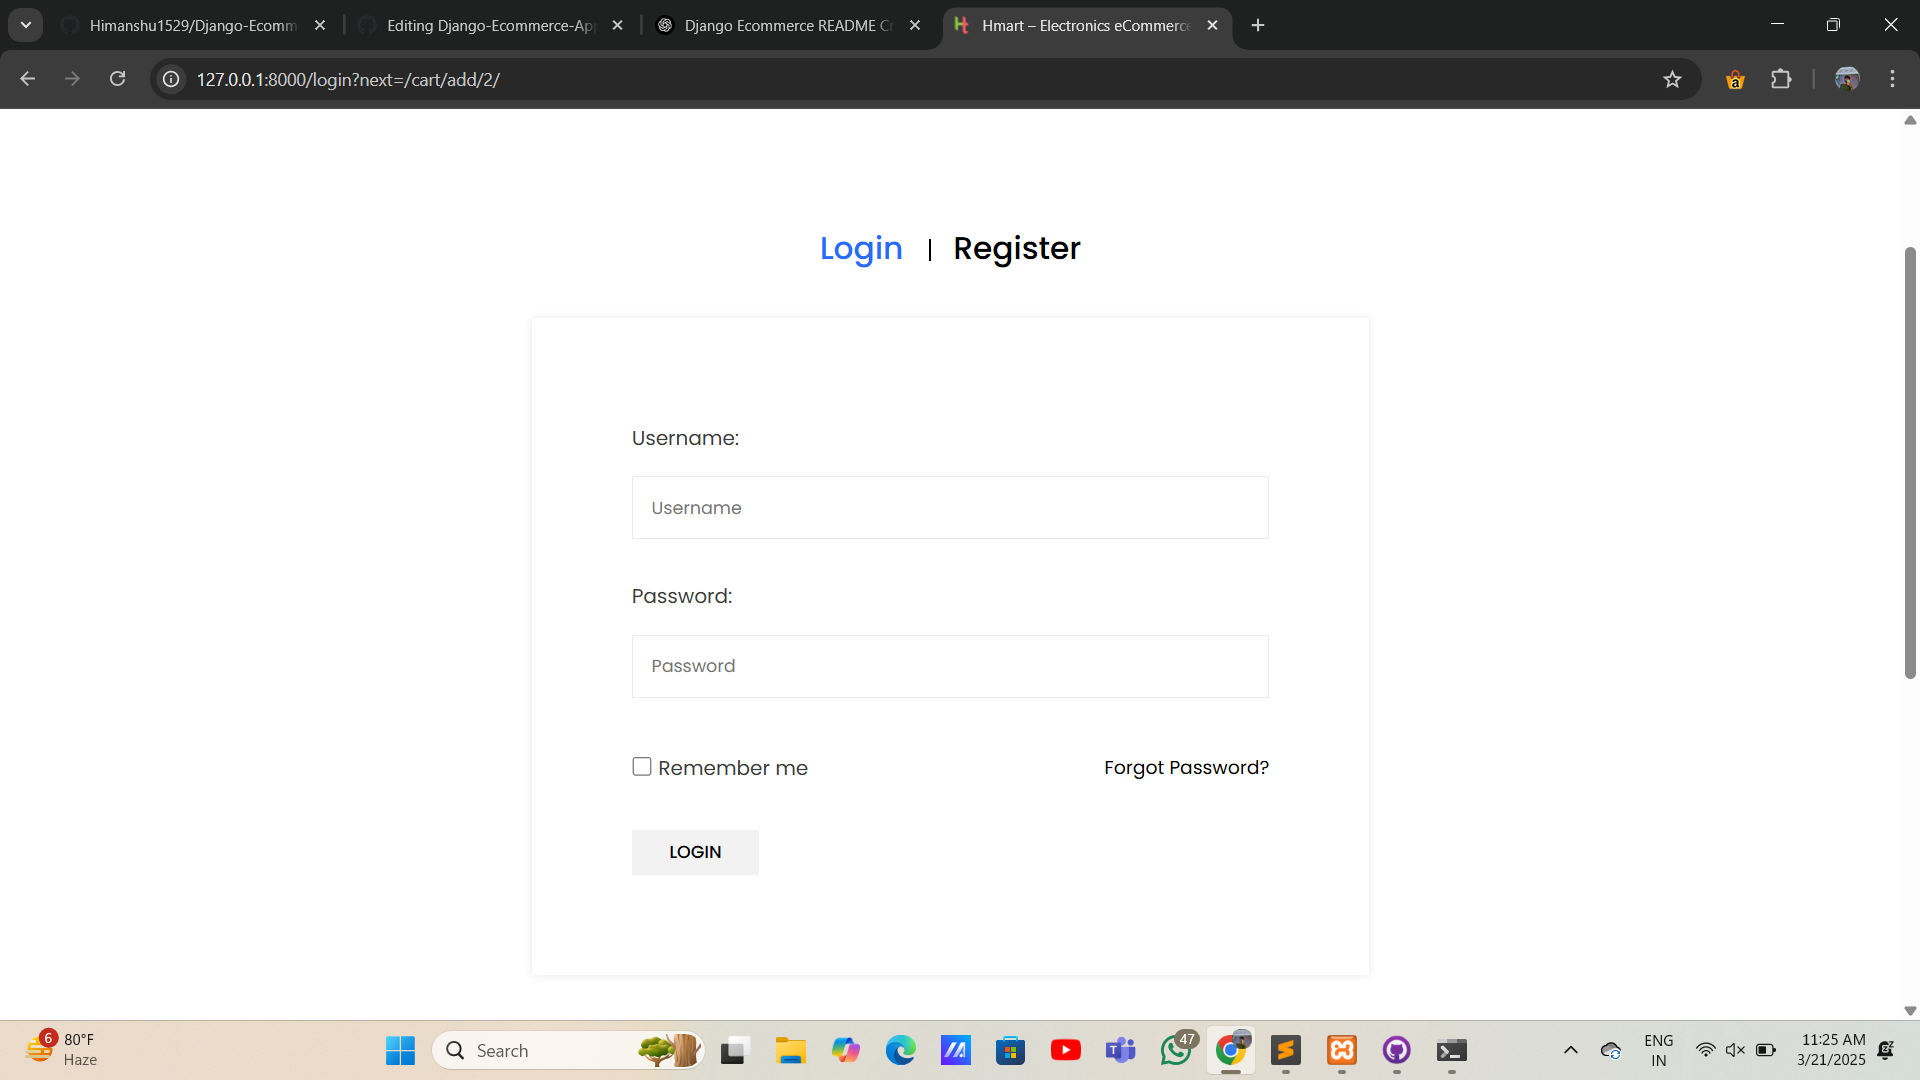 Himanshu1529/Django-Ecomm
Editing Django-Ecommerce-Ap
Django Ecommerce README C
Hmart – Electronics eCommerce
127.0.0.1:8000/login?next=/cart/add/2/
Login | Register
Username:
Username
Password:
Password
Remember me
Forgot Password?
LOGIN
6
80°F
Haze
Search
47
ENG
IN
11:25 AM
3/21/2025